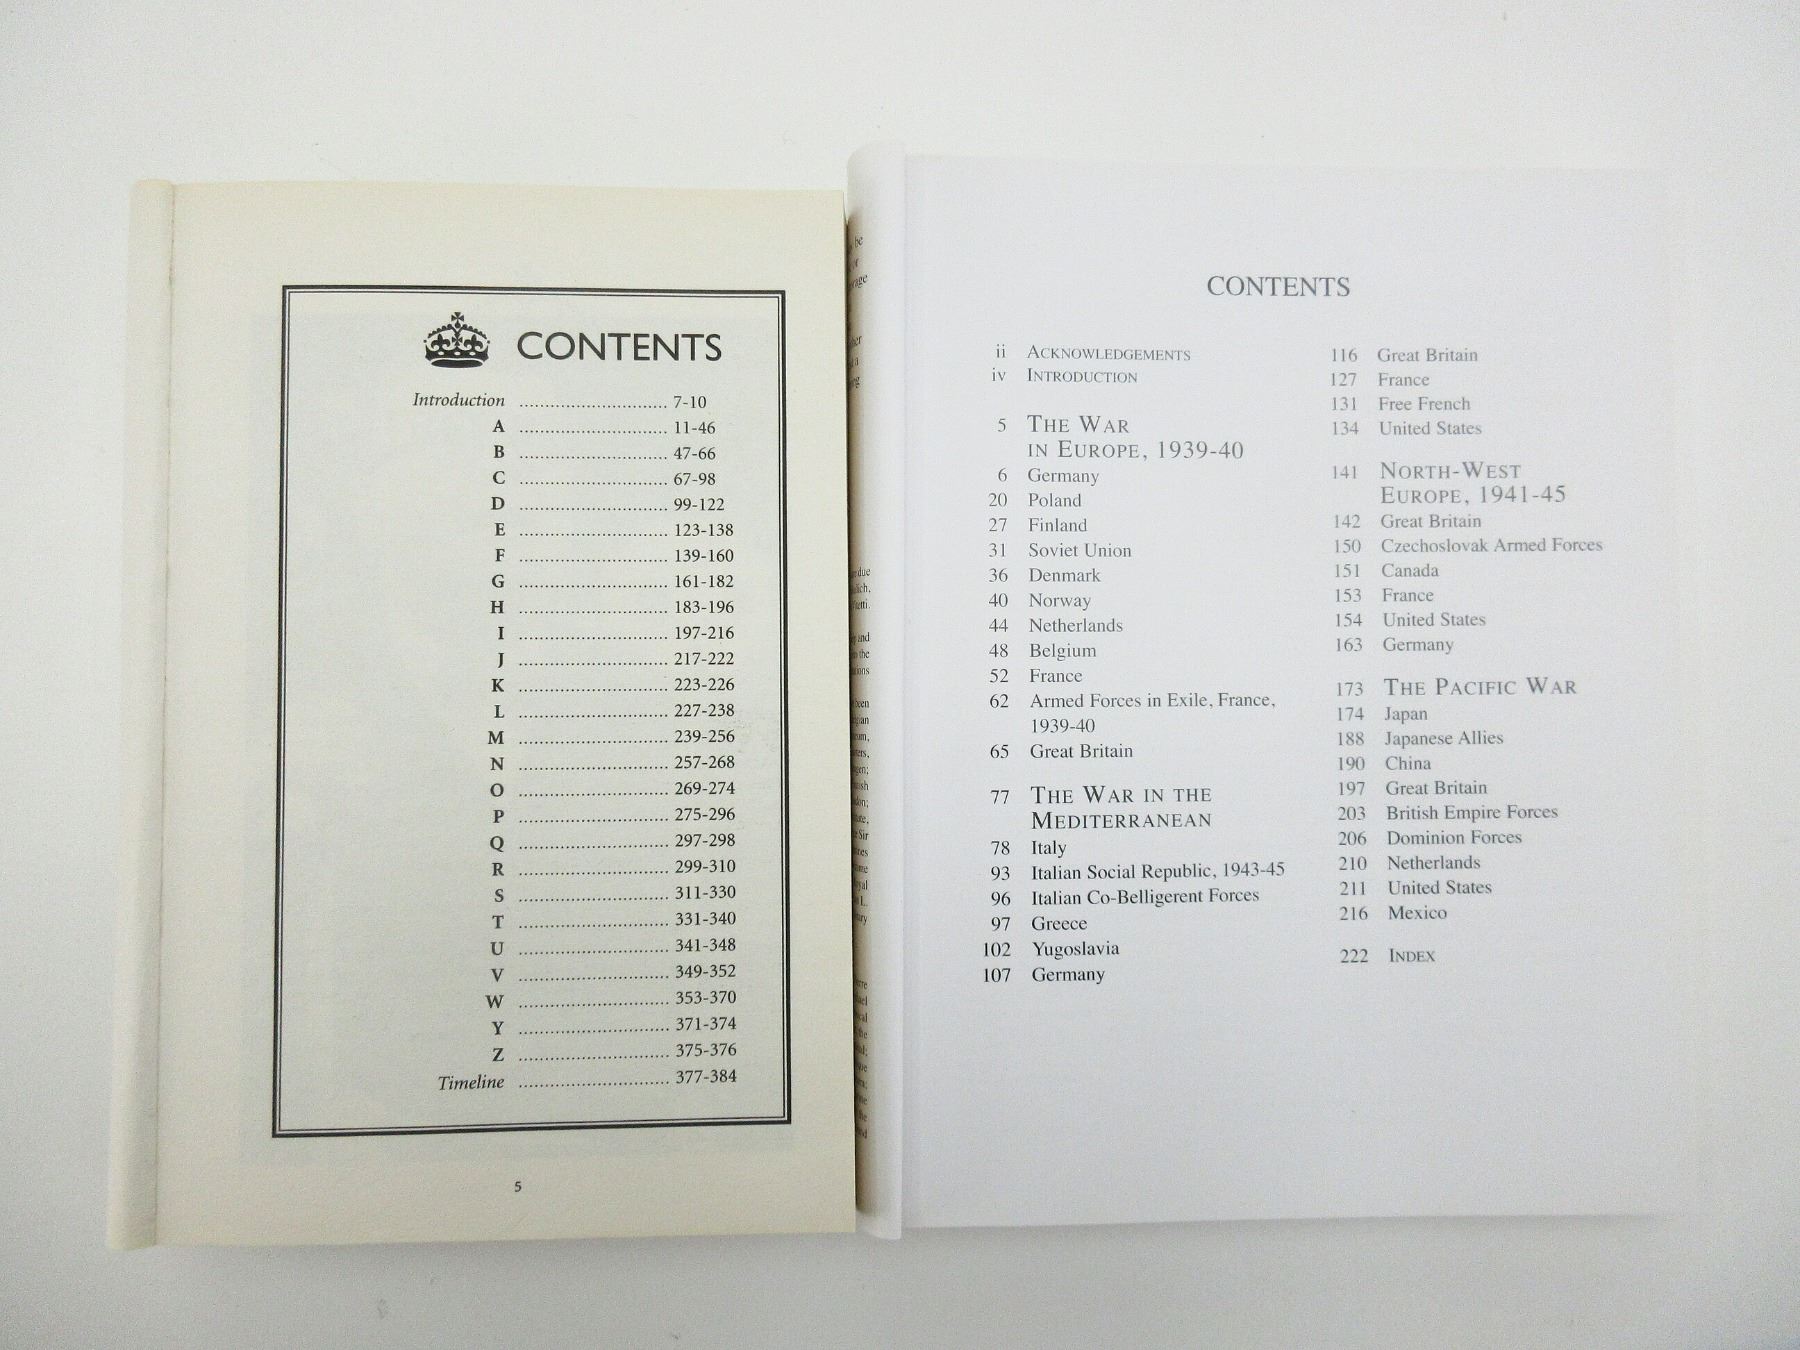 CONTENTS
Introduction ............................. 7-10
A ............................. 11-46
B ............................. 47-66
C ............................. 67-98
D ............................. 99-122
E ............................. 123-138
F ............................. 139-160
G ............................. 161-182
H ............................. 183-196
I ............................. 197-216
J ............................. 217-222
K ............................. 223-226
L ............................. 227-238
M ............................. 239-256
N ............................. 257-268
O ............................. 269-274
P ............................. 275-296
Q ............................. 297-298
R ............................. 299-310
S ............................. 311-330
T ............................. 331-340
U ............................. 341-348
V ............................. 349-352
W ............................. 353-370
Y ............................. 371-374
Z ............................. 375-376
Timeline ............................. 377-384
5
be
due
and
the
been
CONTENTS
ii ACKNOWLEDGEMENTS
iv INTRODUCTION
5 THE WAR
IN EUROPE, 1939-40
6 Germany
20 Poland
27 Finland
31 Soviet Union
36 Denmark
40 Norway
44 Netherlands
48 Belgium
52 France
62 Armed Forces in Exile, France,
1939-40
65 Great Britain
77 THE WAR IN THE
MEDITERRANEAN
78 Italy
93 Italian Social Republic, 1943-45
96 Italian Co-Belligerent Forces
97 Greece
102 Yugoslavia
107 Germany
116 Great Britain
127 France
131 Free French
134 United States
141 NORTH-WEST
EUROPE, 1941-45
142 Great Britain
150 Czechoslovak Armed Forces
151 Canada
153 France
154 United States
163 Germany
173 THE PACIFIC WAR
174 Japan
188 Japanese Allies
190 China
197 Great Britain
203 British Empire Forces
206 Dominion Forces
210 Netherlands
211 United States
216 Mexico
222 INDEX